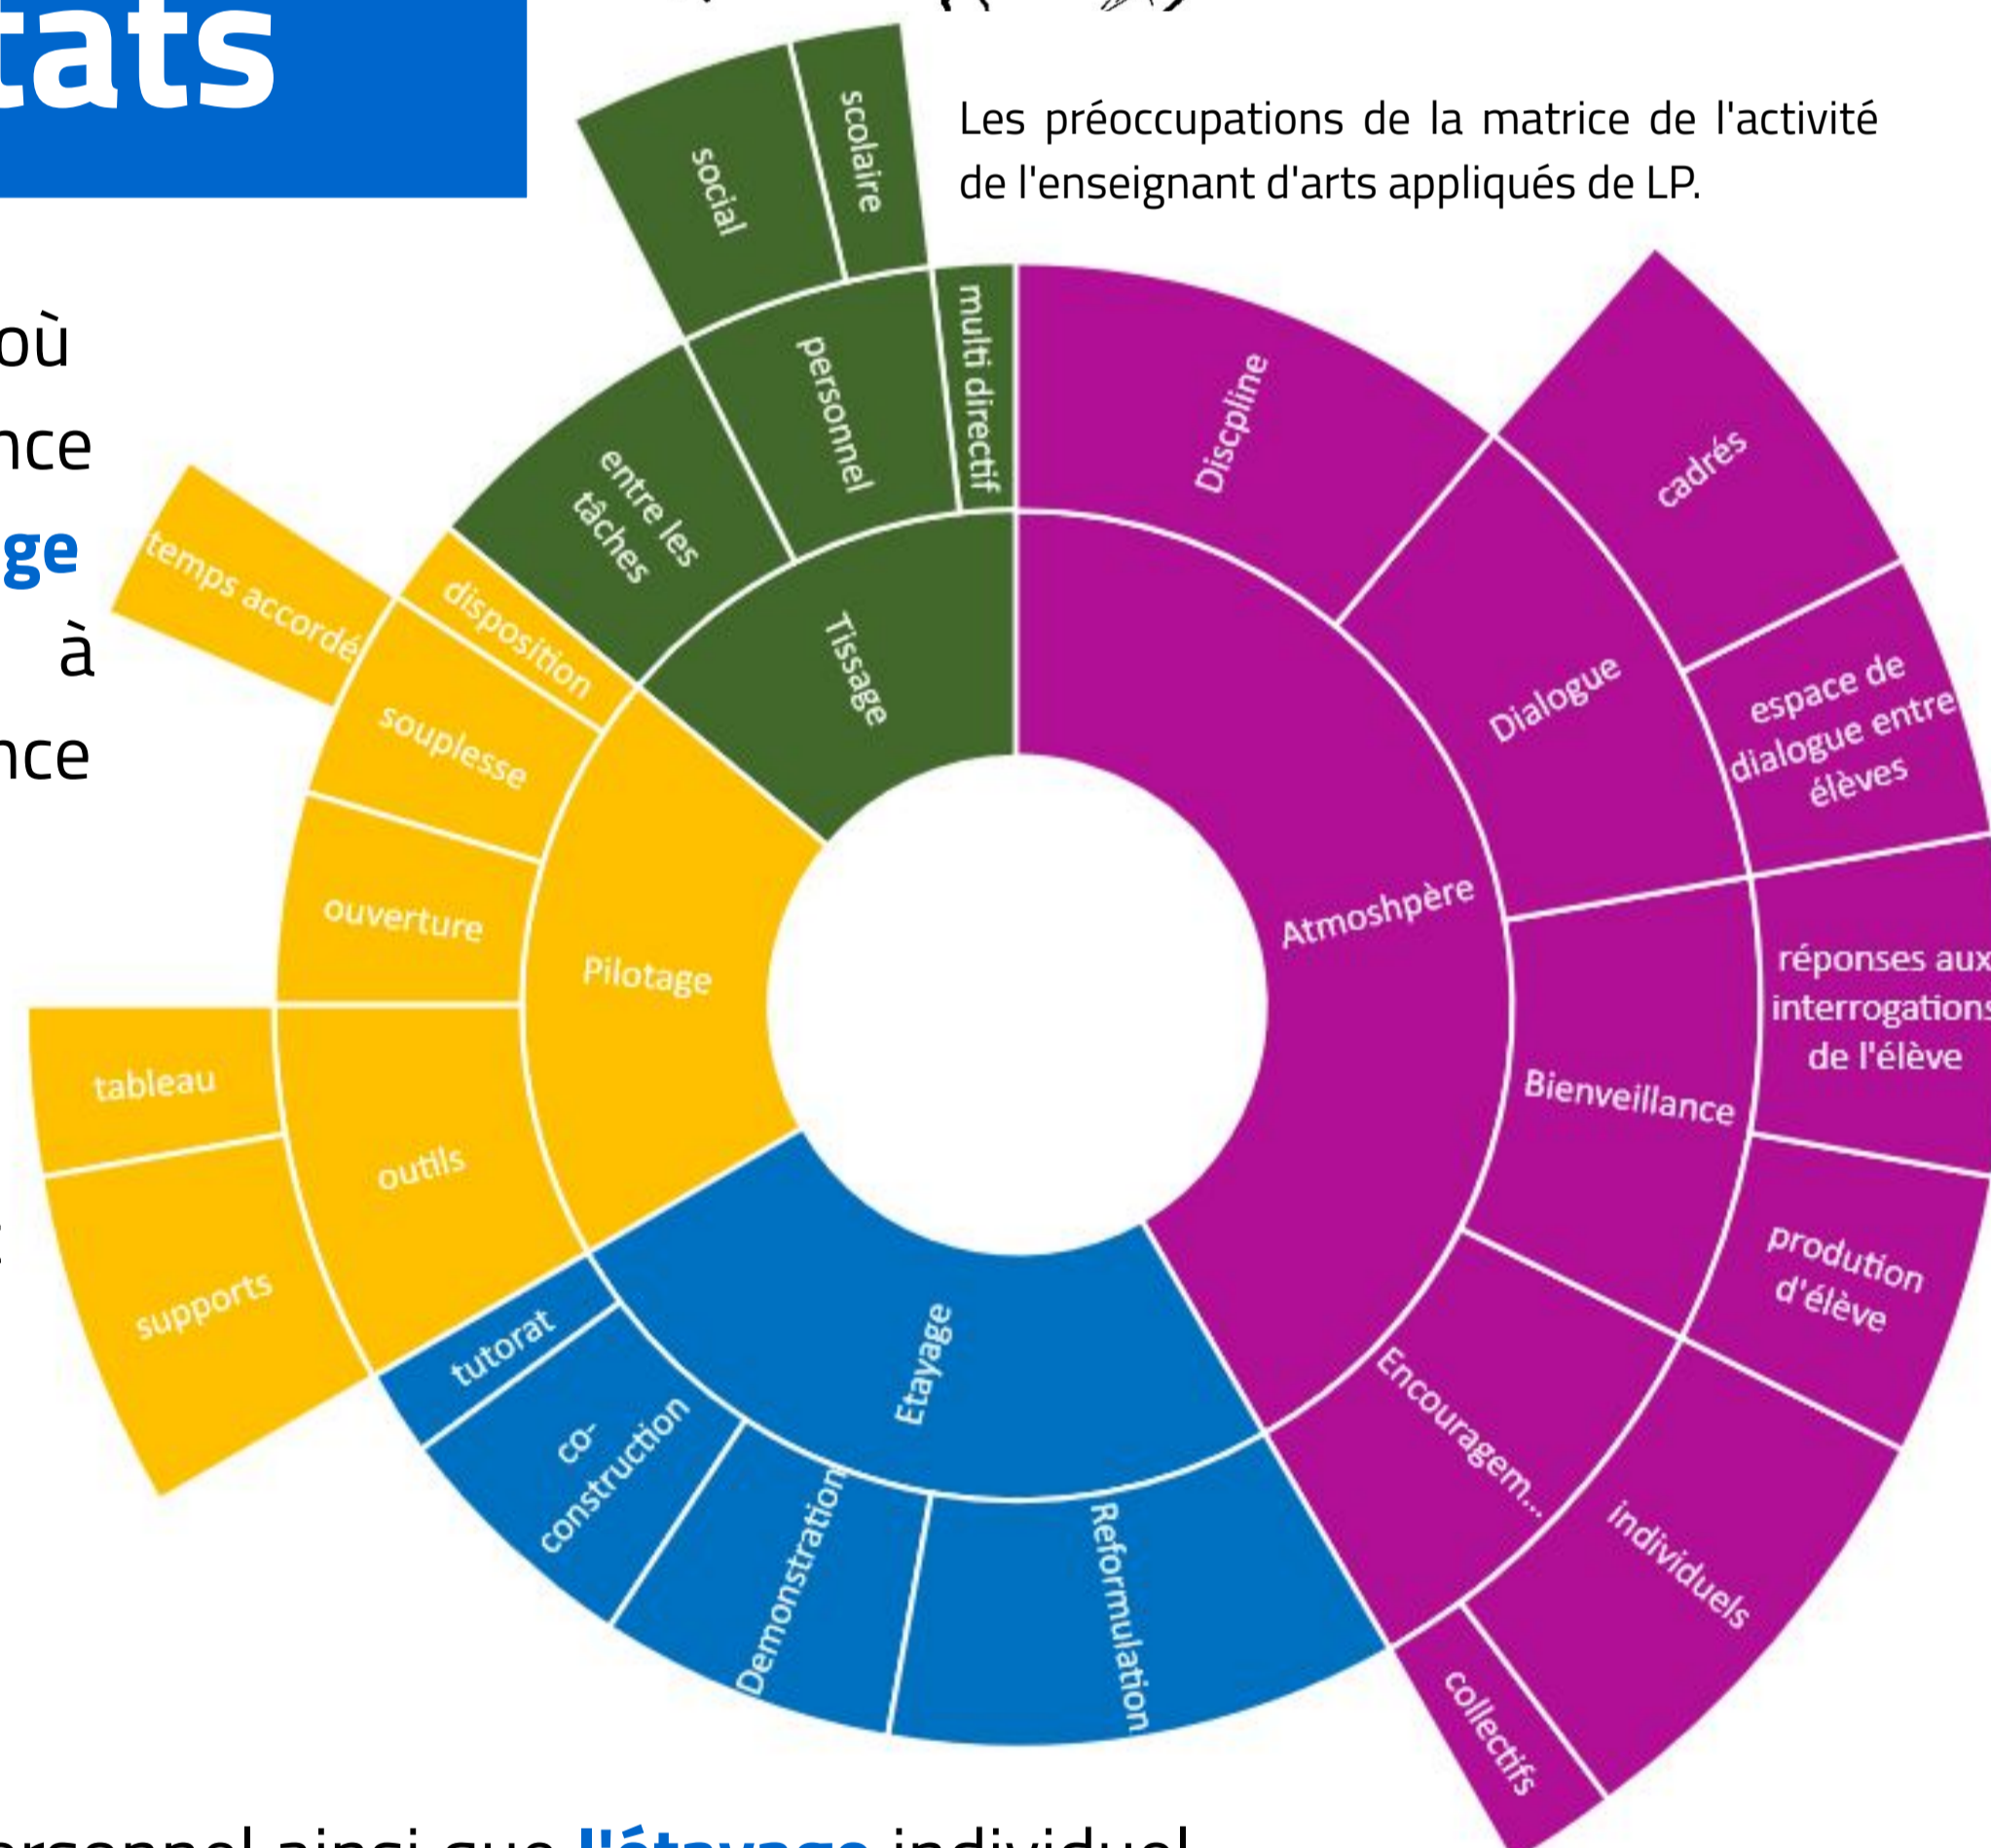 tats
Les préoccupations de la matrice de l'activité
de l'enseignant d'arts appliqués de LP.
où
nce
ge
à
nce
social
scolaire
multi directif
personnel
entre les
tâches
Tissage
Discpline
Dialogue
cadrés
espace de
dialogue entre
élèves
Atmoshpère
réponses aux
interrogations
de l'élève
Bienveillance
prodution
d'élève
Encouragem...
individuels
collectifs
Etayage
Reformulation
Demonstration
co-
construction
tutorat
Pilotage
outils
supports
tableau
ouverture
souplesse
temps accordé
disposition
ersonnel ainsi que l'étayage individuel